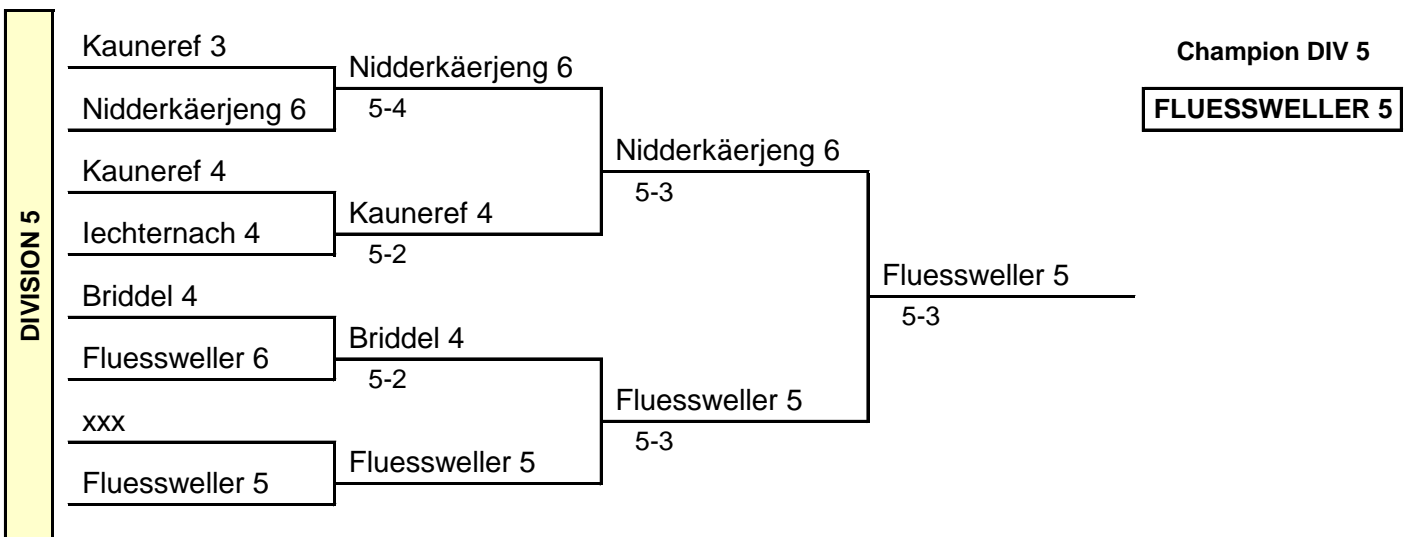 DIVISION 5
Kauneref 3
Nidderkäerjeng 6
Kauneref 4
Iechternach 4
Briddel 4
Fluessweller 6
xxx
Fluessweller 5
Nidderkäerjeng 6
5-4
Kauneref 4
5-2
Briddel 4
5-2
Fluessweller 5
Nidderkäerjeng 6
5-3
Fluessweller 5
5-3
Fluessweller 5
5-3
Champion DIV 5
FLUESSWELLER 5